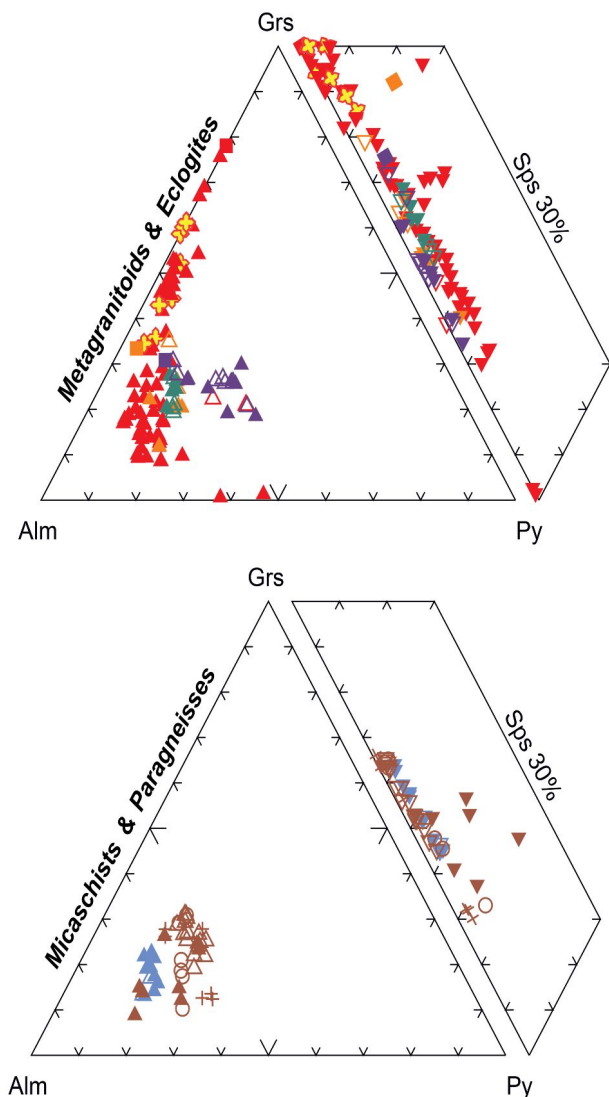 Grs
Metagranitoids & Eclogites
Sps 30%
Alm
Py
Grs
Micaschists & Paragneisses
Sps 30%
Alm
Py